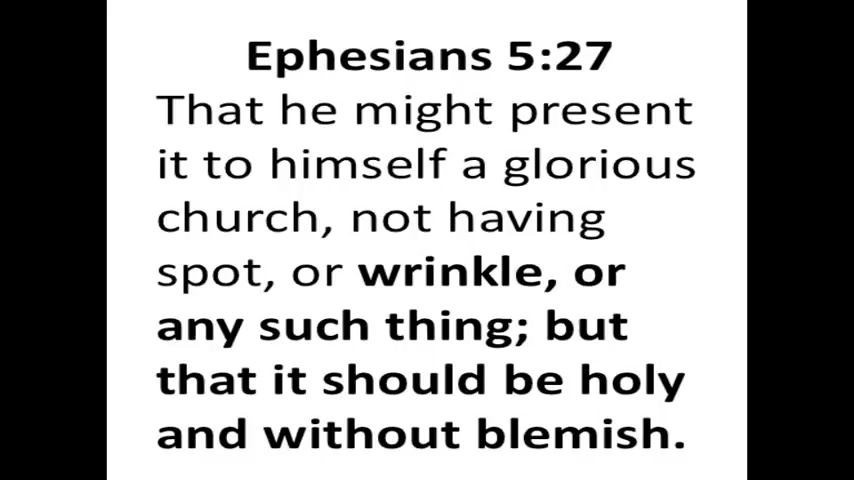 Ephesians 5:27
That he might present
it to himself a glorious
church, not having
spot, or wrinkle, or
any such thing; but
that it should be holy
and without blemish.